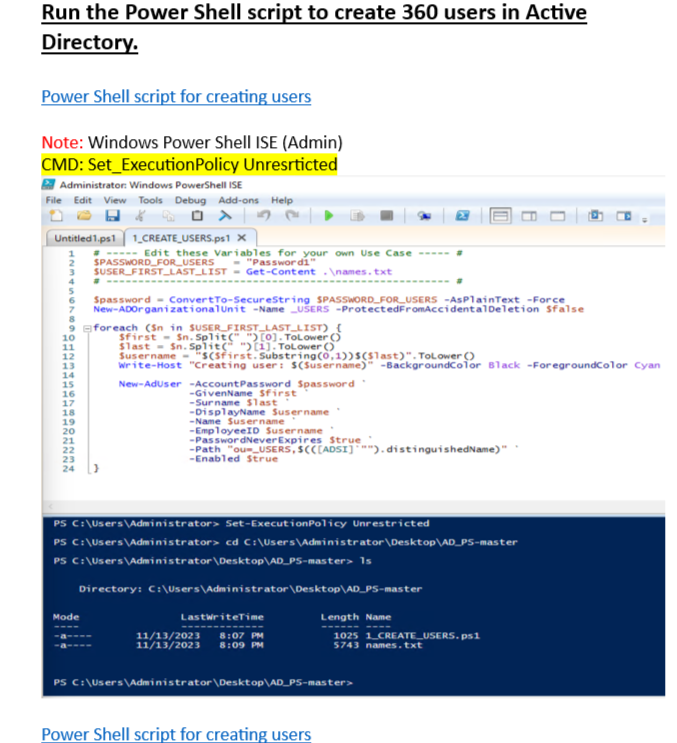 Run the Power Shell script to create 360 users in Active
Directory.
Power Shell script for creating users
Note: Windows Power Shell ISE (Admin)
CMD: Set_ExecutionPolicy Unresrticted
Administrator: Windows PowerShell ISE
File Edit View Tools Debug Add-ons Help
Untitled1.ps1 1_CREATE_USERS.ps1 X
1 # ----- Edit these Variables for your own Use Case ----- #
2 $PASSWORD_FOR_USERS = "Password1"
3 $USER_FIRST_LAST_LIST = Get-Content .\names.txt
4 # ------------------------------------------------------ #
5
6 $password = ConvertTo-SecureString $PASSWORD_FOR_USERS -AsPlainText -Force
7 New-ADOrganizationalUnit -Name _USERS -ProtectedFromAccidentalDeletion $false
8
9 foreach ($n in $USER_FIRST_LAST_LIST) {
10 $first = $n.Split(" ")[0].ToLower()
11 $last = $n.Split(" ")[1].ToLower()
12 $username = "$($first.Substring(0,1))$($last)".ToLower()
13 Write-Host "Creating user: $($username)" -BackgroundColor Black -ForegroundColor Cyan
14
15 New-AdUser -AccountPassword $password `
16 -GivenName $first `
17 -Surname $last `
18 -DisplayName $username `
19 -Name $username `
20 -EmployeeID $username `
21 -PasswordNeverExpires $true `
22 -Path "ou=_USERS,$(([ADSI]`"").distinguishedName)" `
23 -Enabled $true
24 }
PS C:\Users\Administrator> Set-ExecutionPolicy Unrestricted
PS C:\Users\Administrator> cd C:\Users\Administrator\Desktop\AD_PS-master
PS C:\Users\Administrator\Desktop\AD_PS-master> ls
Directory: C:\Users\Administrator\Desktop\AD_PS-master
Mode LastWriteTime Length Name
---- ------------- ------ ----
-a---- 11/13/2023 8:07 PM 1025 1_CREATE_USERS.ps1
-a---- 11/13/2023 8:09 PM 5743 names.txt
PS C:\Users\Administrator\Desktop\AD_PS-master>
Power Shell script for creating users